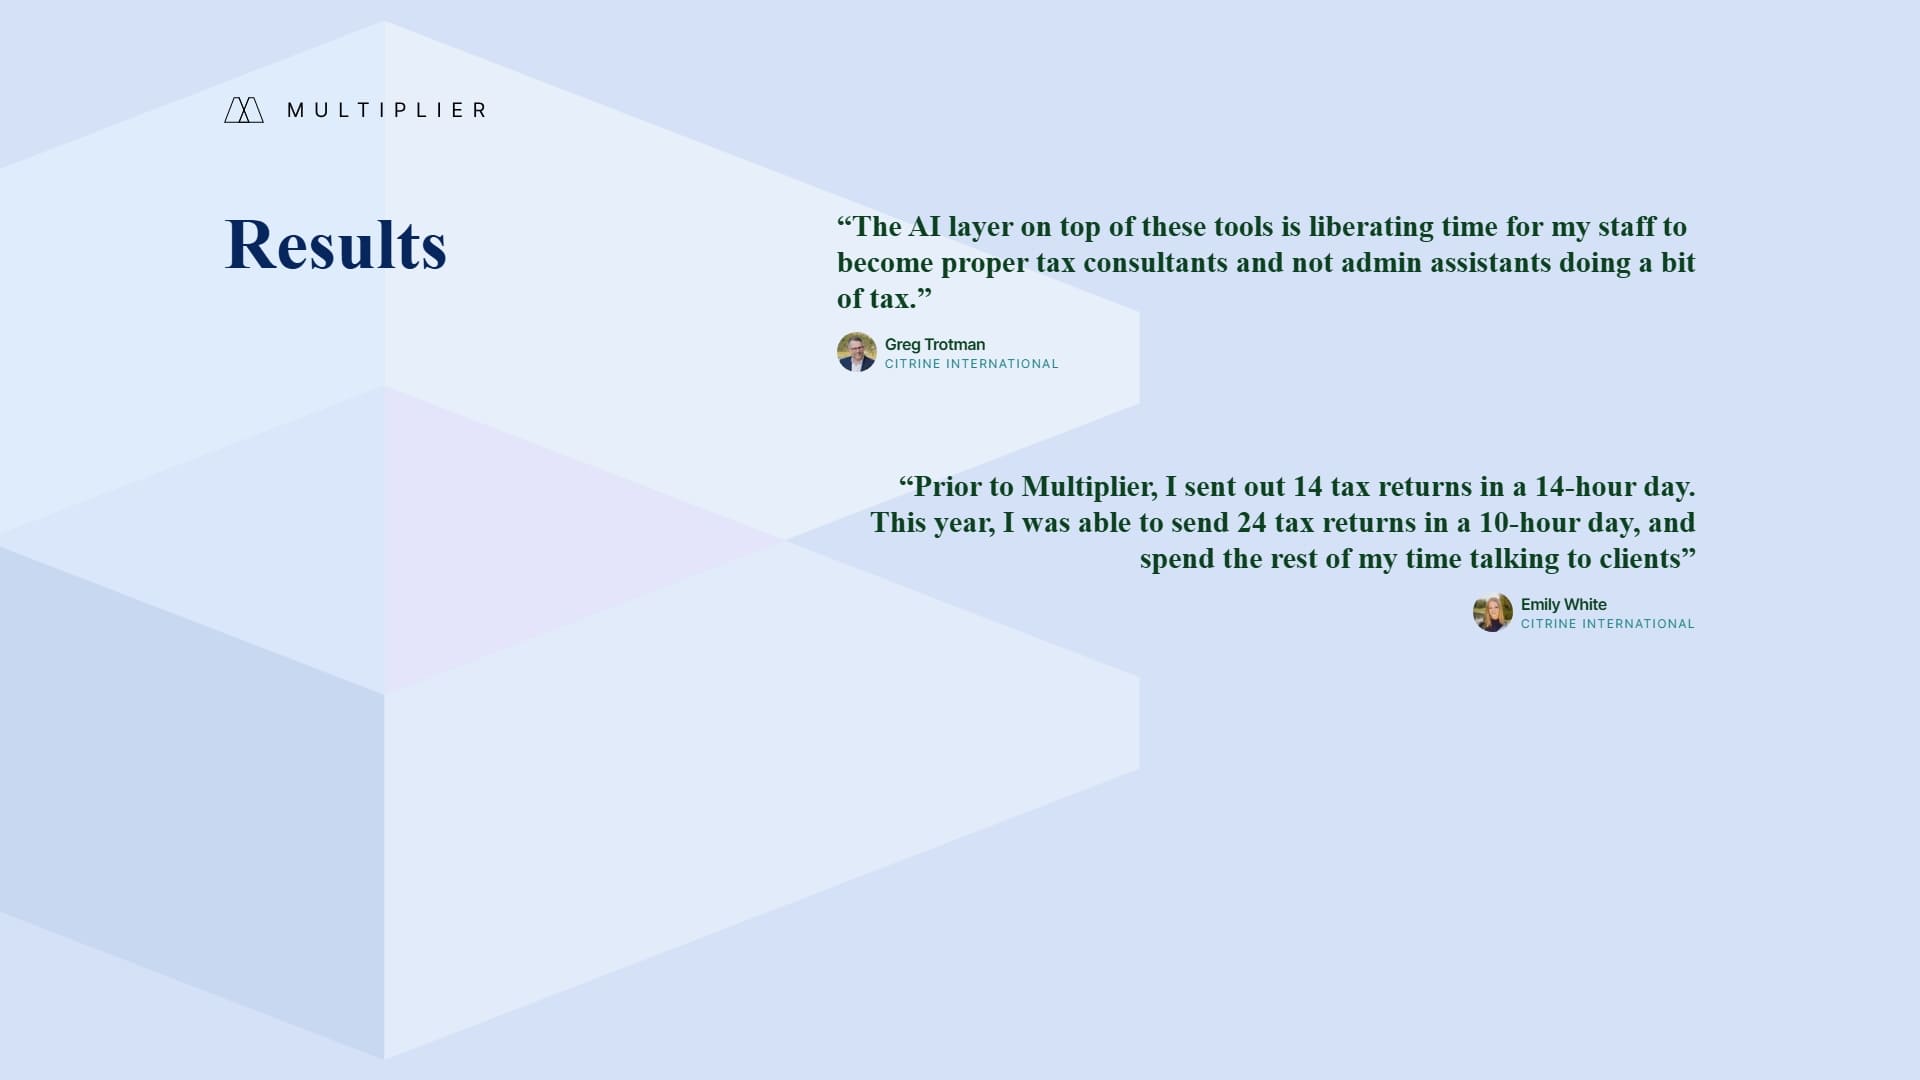 MULTIPLIER
Results
“The AI layer on top of these tools is liberating time for my staff to
become proper tax consultants and not admin assistants doing a bit
of tax.”
Greg Trotman
CITRINE INTERNATIONAL
“Prior to Multiplier, I sent out 14 tax returns in a 14-hour day.
This year, I was able to send 24 tax returns in a 10-hour day, and
spend the rest of my time talking to clients”
Emily White
CITRINE INTERNATIONAL